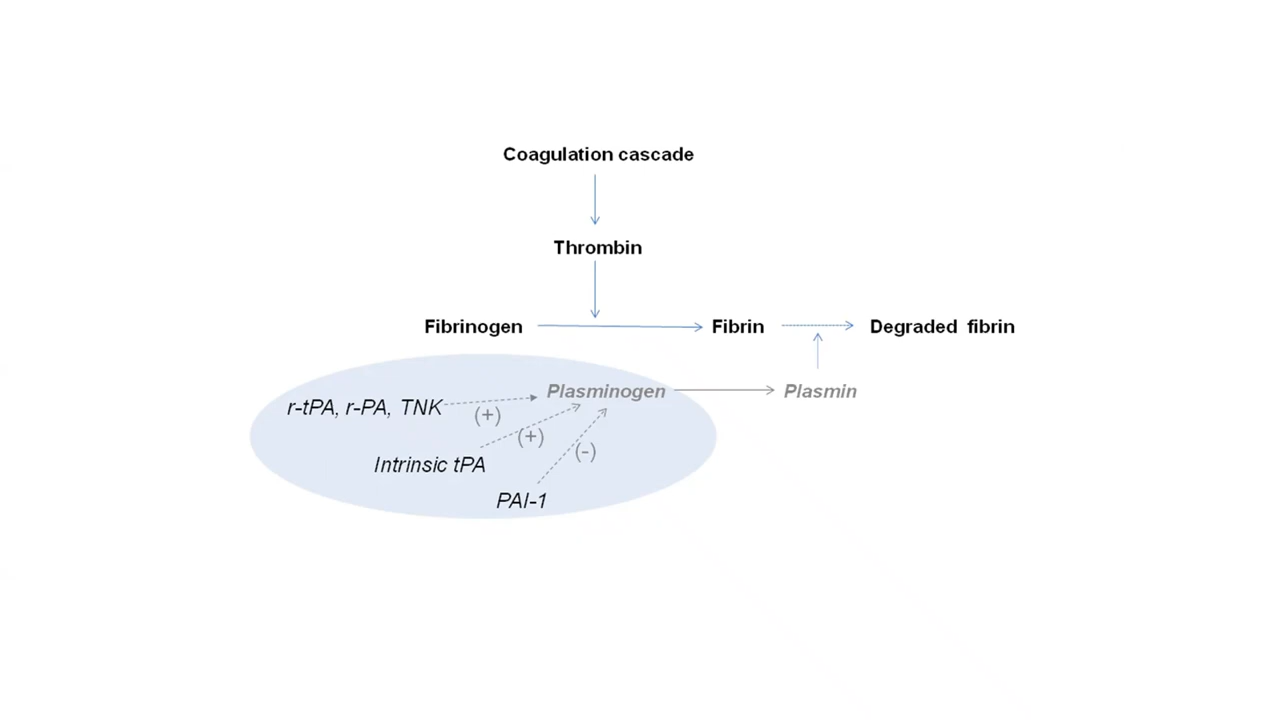 Coagulation cascade
Thrombin
Fibrinogen
Fibrin
Degraded fibrin
Plasminogen
Plasmin
r-tPA, r-PA, TNK
(+)
(+)
(-)
Intrinsic tPA
PAI-1